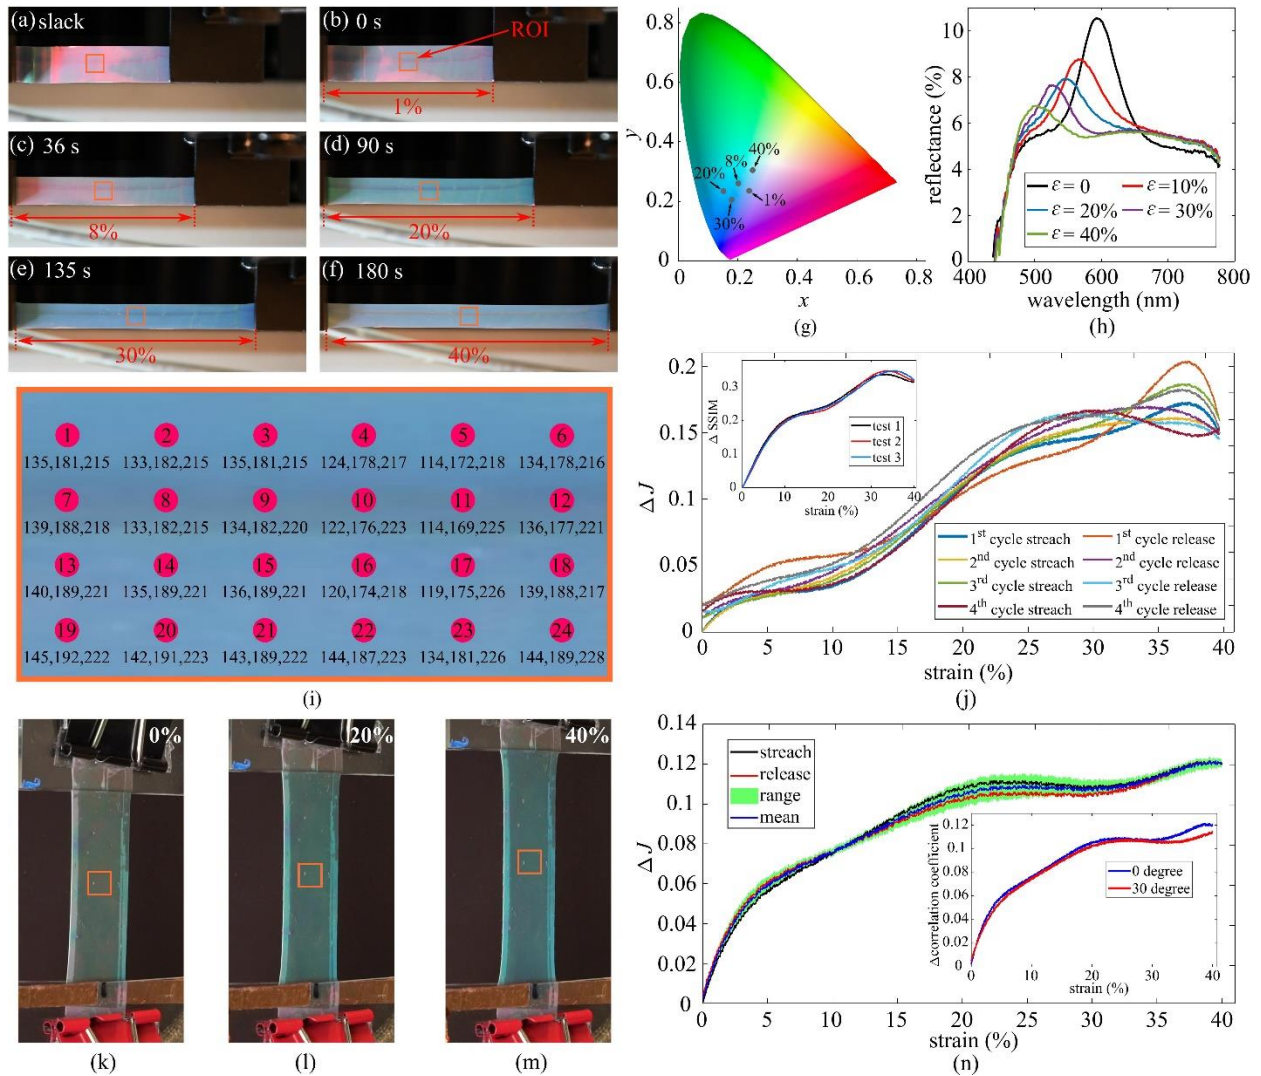 (a) slack
(b) 0 s
ROI
1%
(c) 36 s
8%
(d) 90 s
20%
(e) 135 s
30%
(f) 180 s
40%
0.8
0.6
0.4
0.2
0
y
40%
8%
20%
1%
30%
0 0.2 0.4 0.6 0.8
x
(g)
10
8
6
4
2
0
reflectance (%)
ε = 0
ε = 10%
ε = 20%
ε = 30%
ε = 40%
400 500 600 700 800
wavelength (nm)
(h)
1 2 3 4 5 6
135,181,215 133,182,215 135,181,215 124,178,217 114,172,218 134,178,216
7 8 9 10 11 12
139,188,218 133,182,215 134,182,220 122,176,223 114,169,225 136,177,221
13 14 15 16 17 18
140,189,221 135,189,221 136,189,221 120,174,218 119,175,226 139,188,217
19 20 21 22 23 24
145,192,222 142,191,223 143,189,222 144,187,223 134,181,226 144,189,228
(i)
0.2
0.15
0.1
0.05
0
Δ J
0.3
0.2
0.1
0
Δ SSIM
test 1
test 2
test 3
0 10 20 30 40
strain (%)
1st cycle streach
1st cycle release
2nd cycle streach
2nd cycle release
3rd cycle streach
3rd cycle release
4th cycle streach
4th cycle release
0 5 10 15 20 25 30 35 40
strain (%)
(j)
0%
(k)
20%
(l)
40%
(m)
0.14
0.12
0.1
0.08
0.06
0.04
0.02
0
Δ J
streach
release
range
mean
0.12
0.1
0.08
0.06
0.04
0.02
0
Δcorrelation coefficient
0 degree
30 degree
0 10 20 30 40
strain (%)
0 5 10 15 20 25 30 35 40
strain (%)
(n)